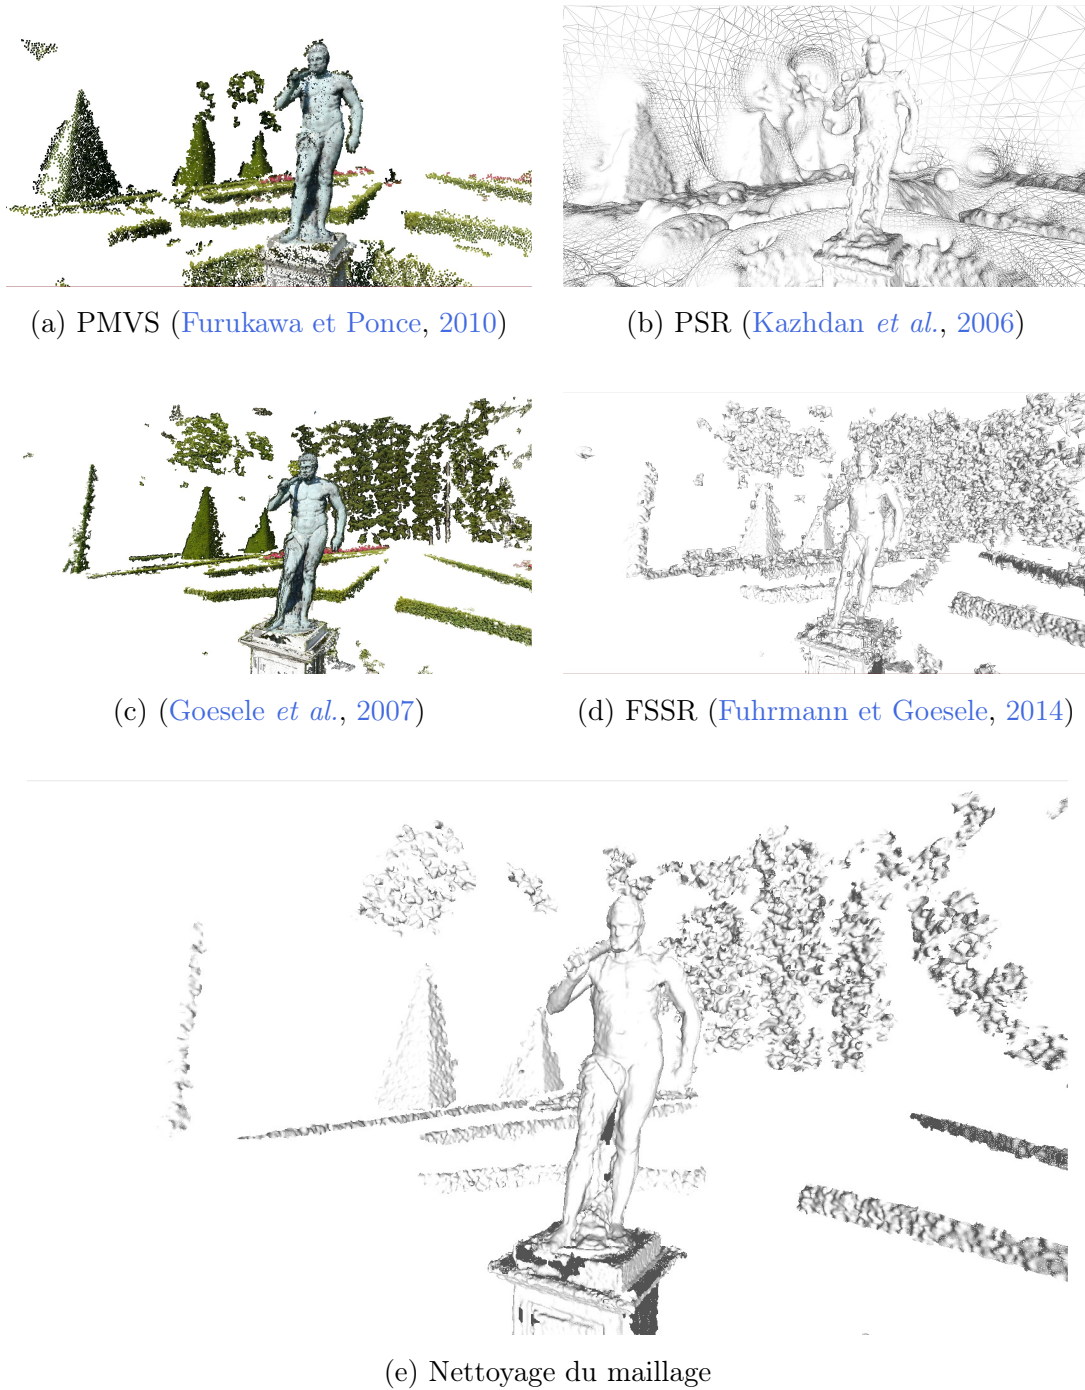 (a) PMVS (Furukawa et Ponce, 2010)
(b) PSR (Kazhdan et al., 2006)
(c) (Goesele et al., 2007)
(d) FSSR (Fuhrmann et Goesele, 2014)
(e) Nettoyage du maillage